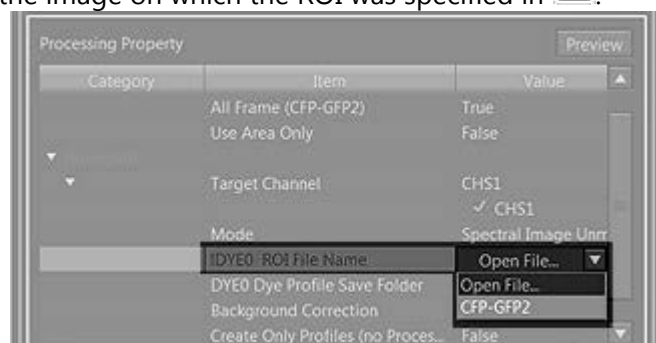 the image on which the ROI was specified in
Processing Property Preview
Category Item Value
All Frame (CFP-GFP2) True
Use Area Only False
Target Channel CHS1
✓ CHS1
Mode Spectral Image Unm
!DYE0 ROI File Name Open File...
DYE0 Dye Profile Save Folder Open File...
Background Correction CFP-GFP2
Create Only Profiles (no Proces... False